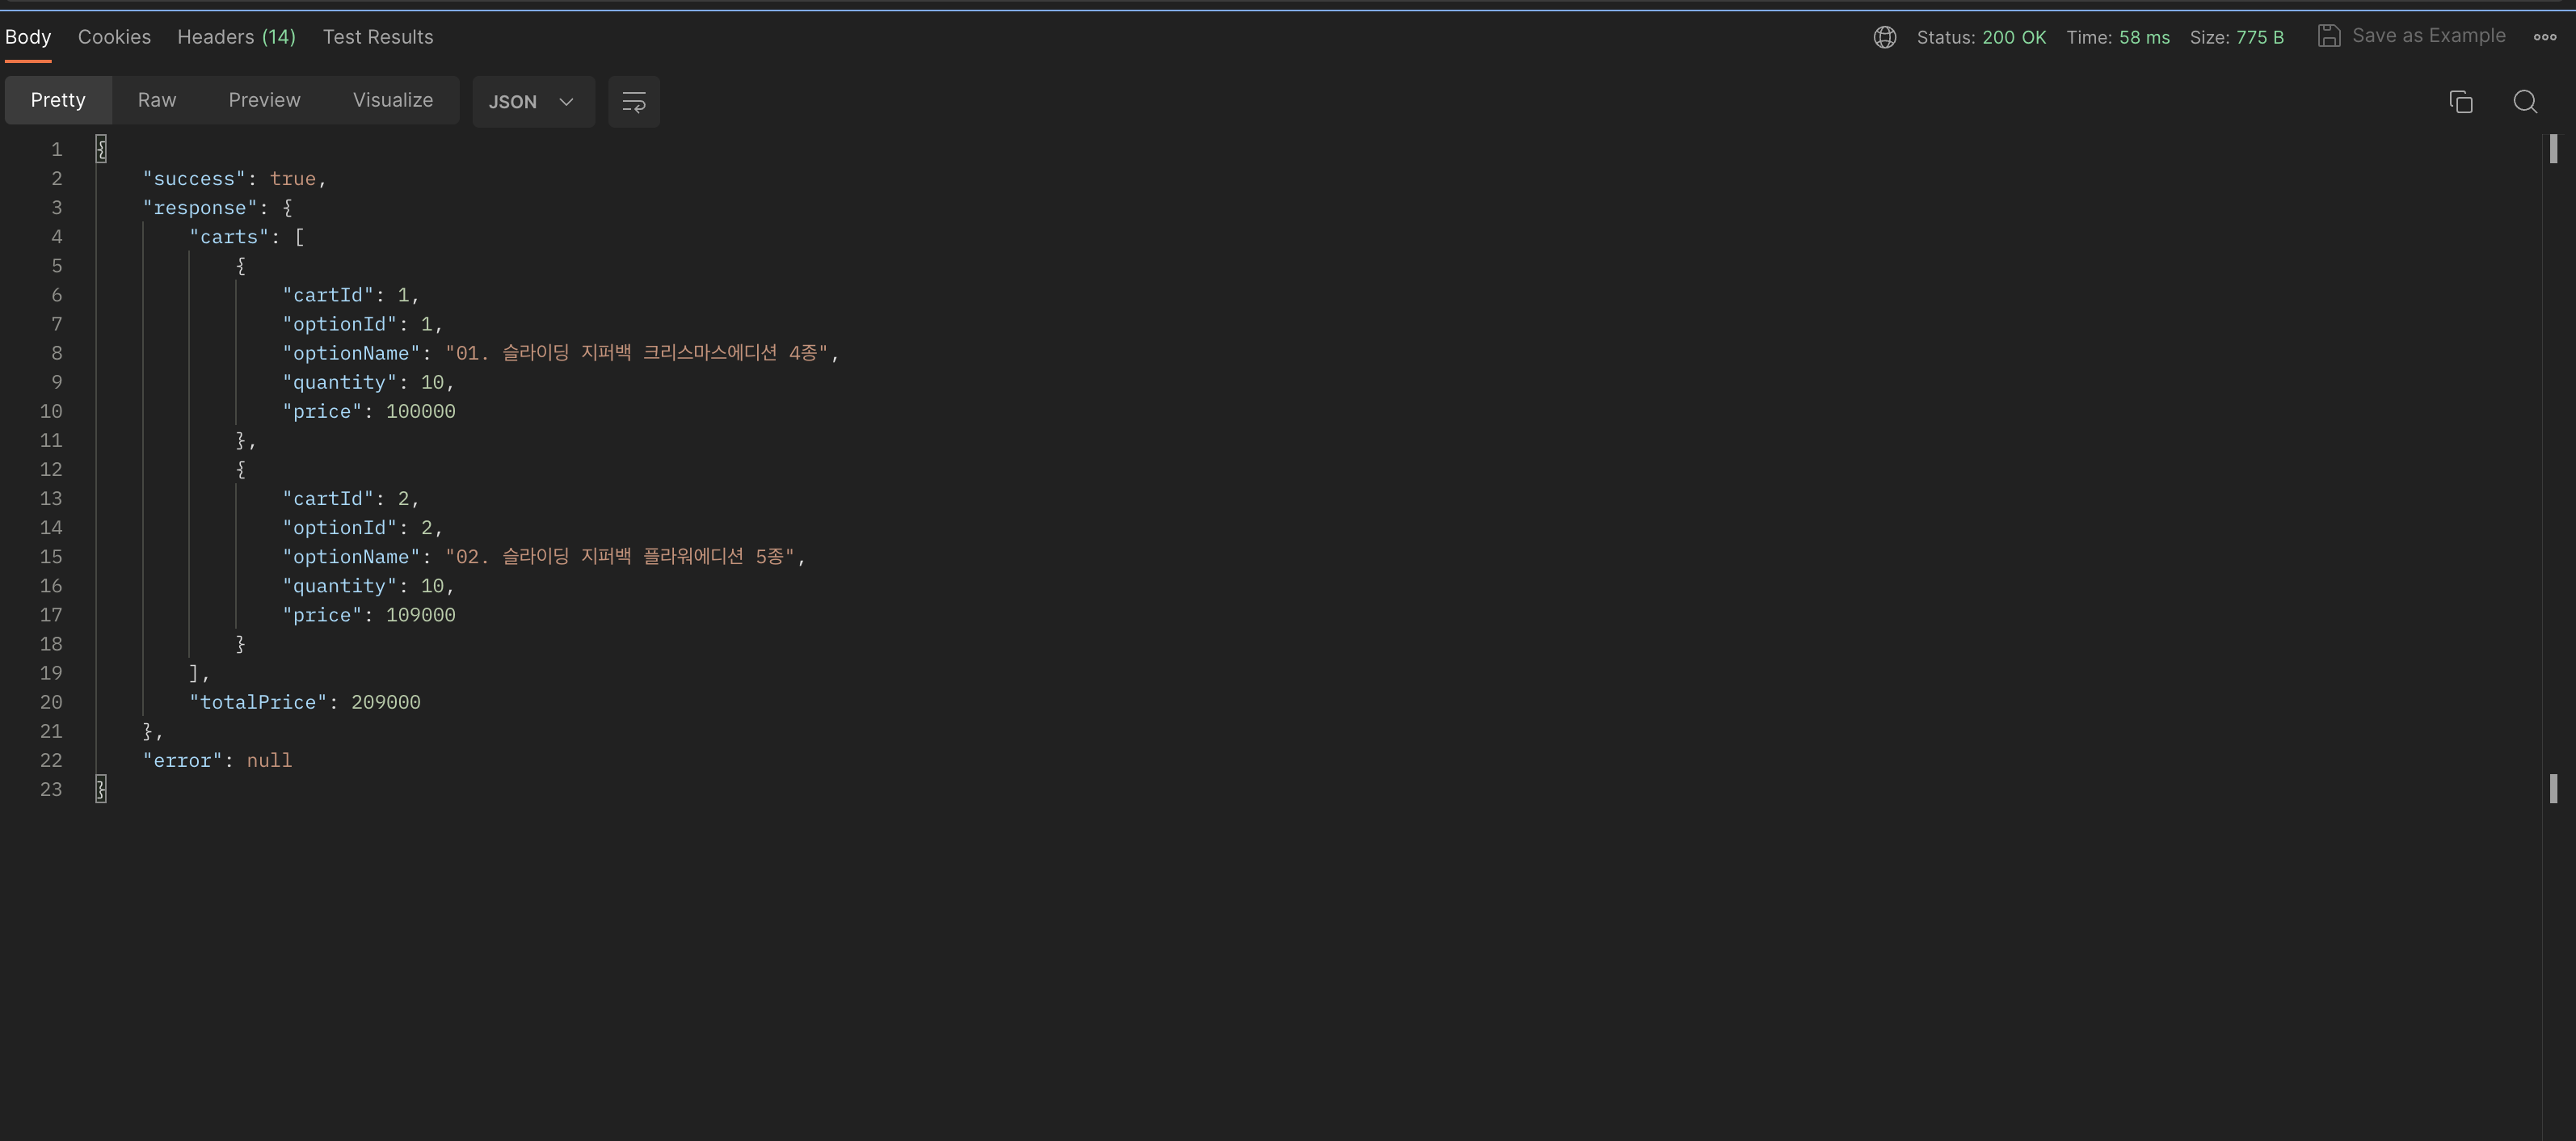 Body Cookies Headers (14) Test Results Status: 200 OK Time: 58 ms Size: 775 B Save as Example
Pretty Raw Preview Visualize JSON
1 {
2 "success": true,
3 "response": {
4 "carts": [
5 {
6 "cartId": 1,
7 "optionId": 1,
8 "optionName": "01. 슬라이딩 지퍼백 크리스마스에디션 4종",
9 "quantity": 10,
10 "price": 100000
11 },
12 {
13 "cartId": 2,
14 "optionId": 2,
15 "optionName": "02. 슬라이딩 지퍼백 플라워에디션 5종",
16 "quantity": 10,
17 "price": 109000
18 }
19 ],
20 "totalPrice": 209000
21 },
22 "error": null
23 }